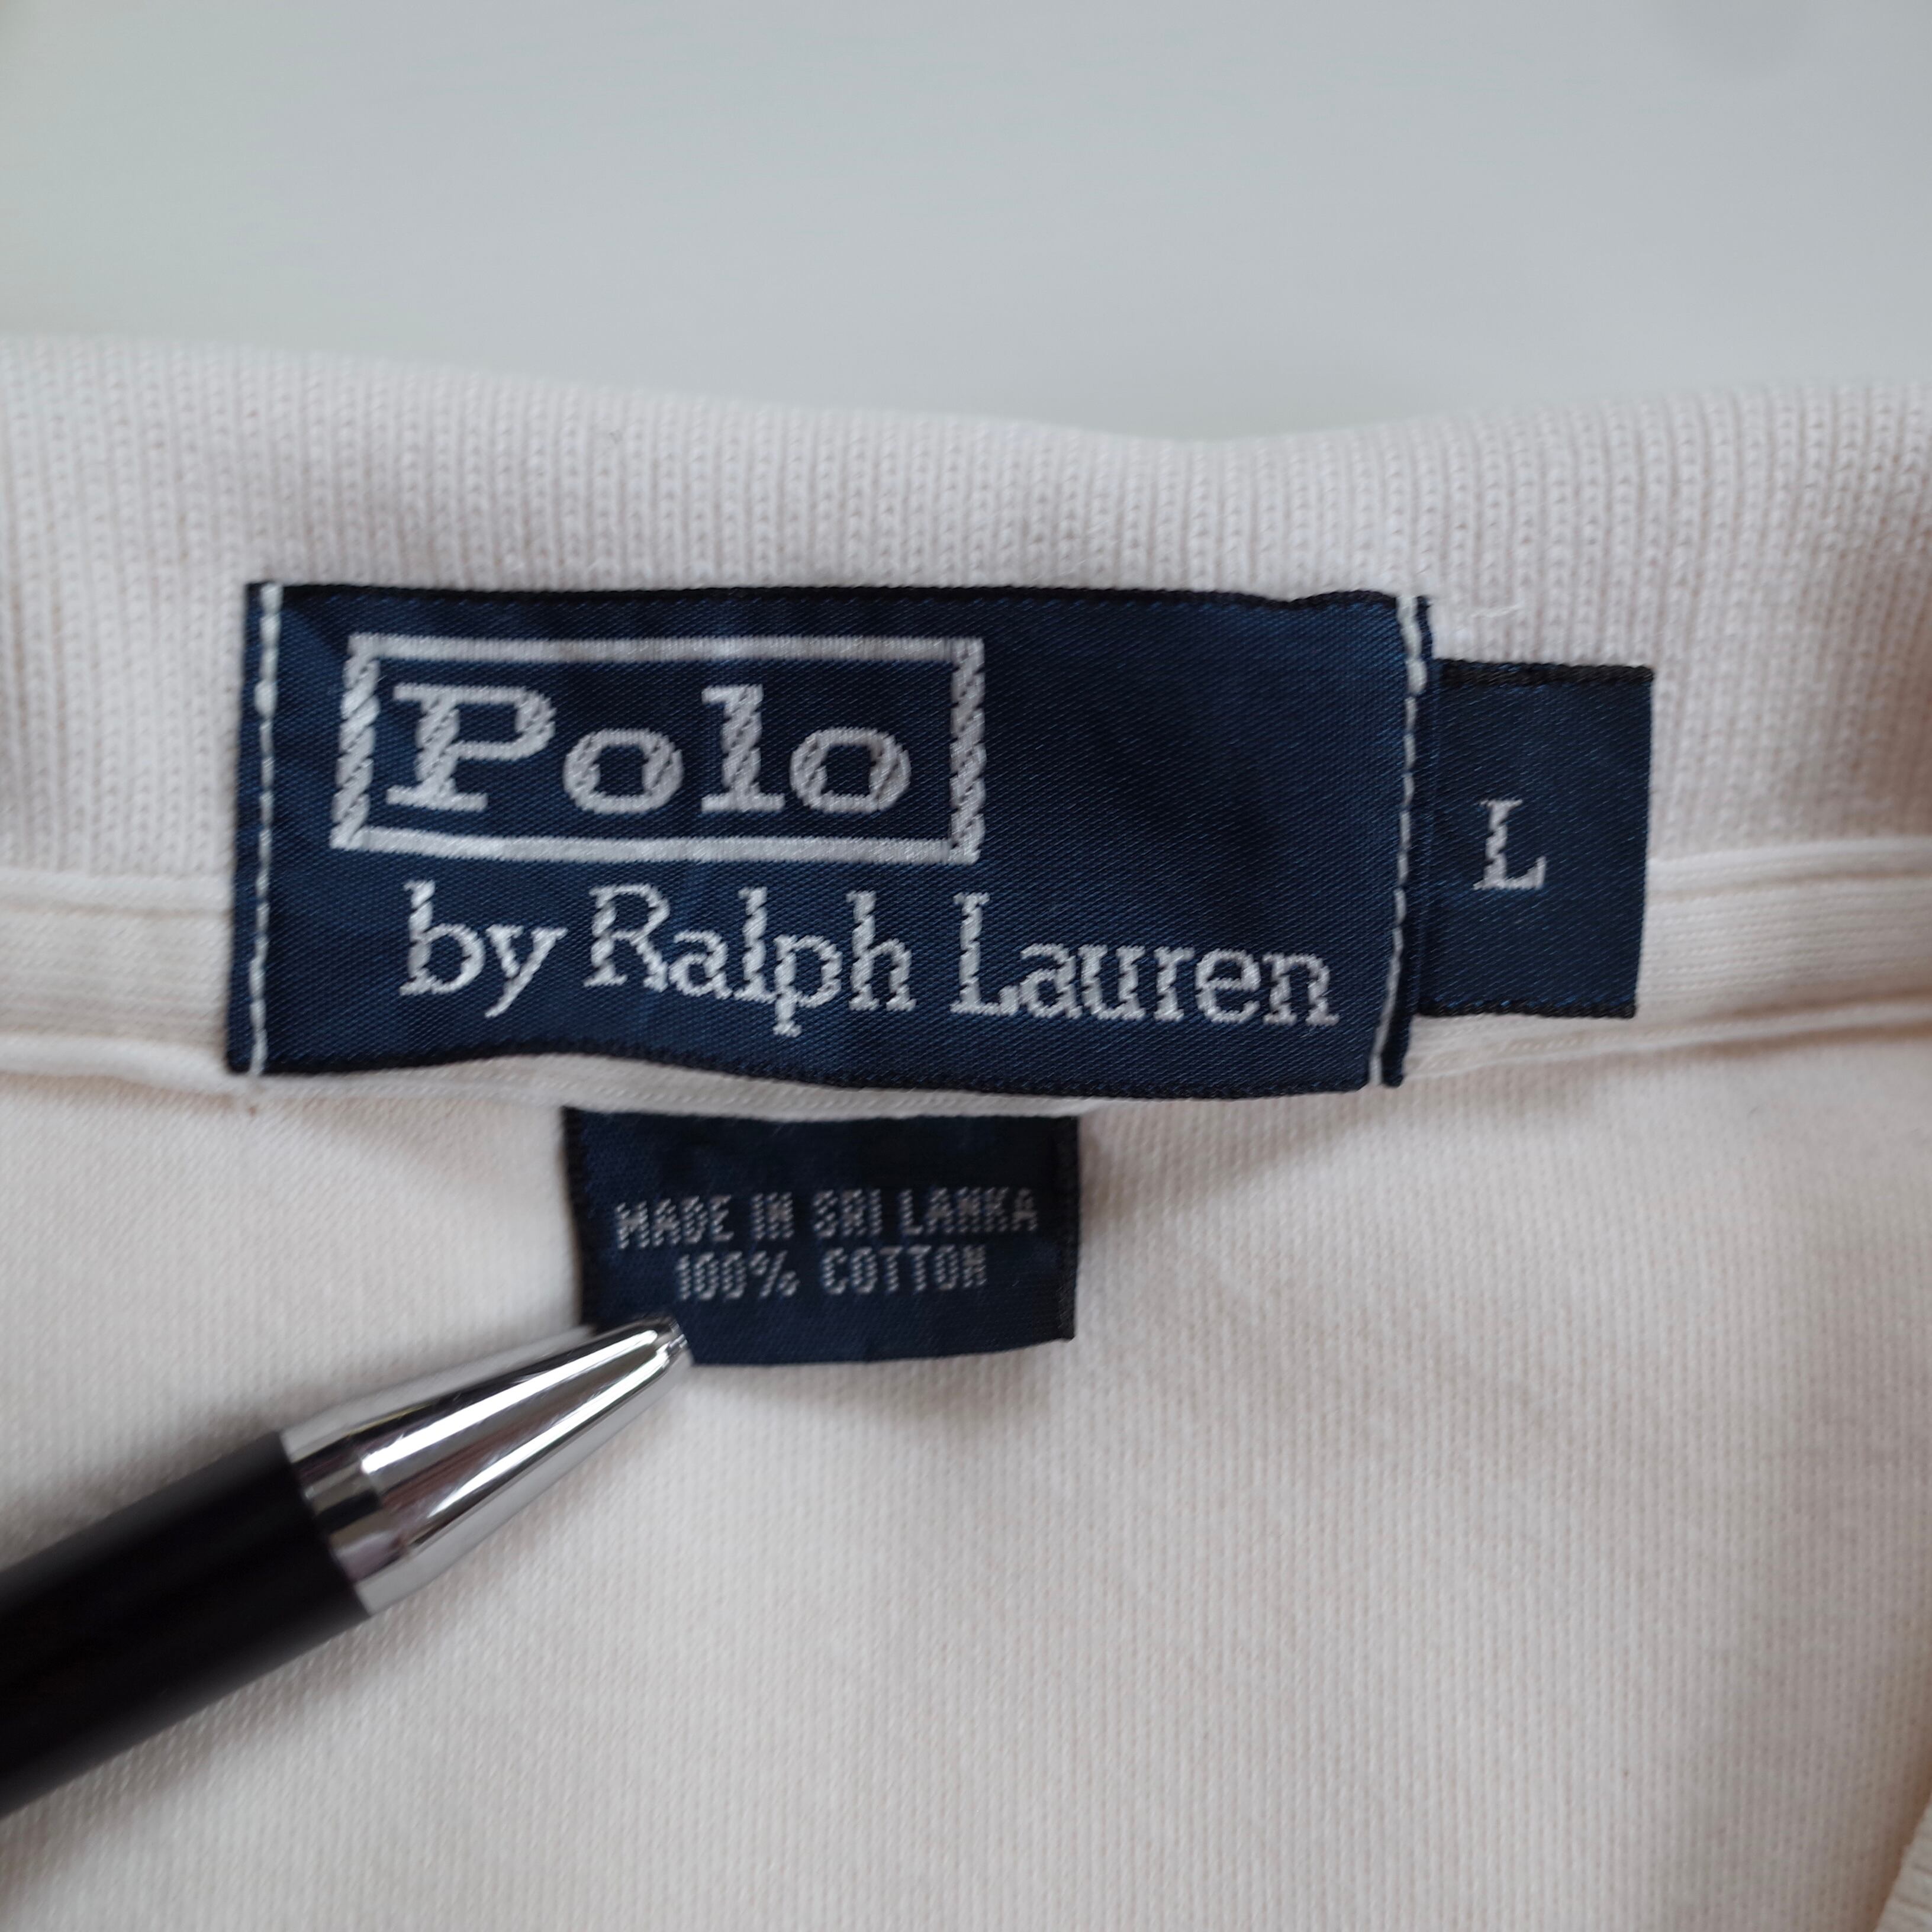 Polo
by Ralph Lauren
L
MADE IN SRI LANKA
100% COTTON